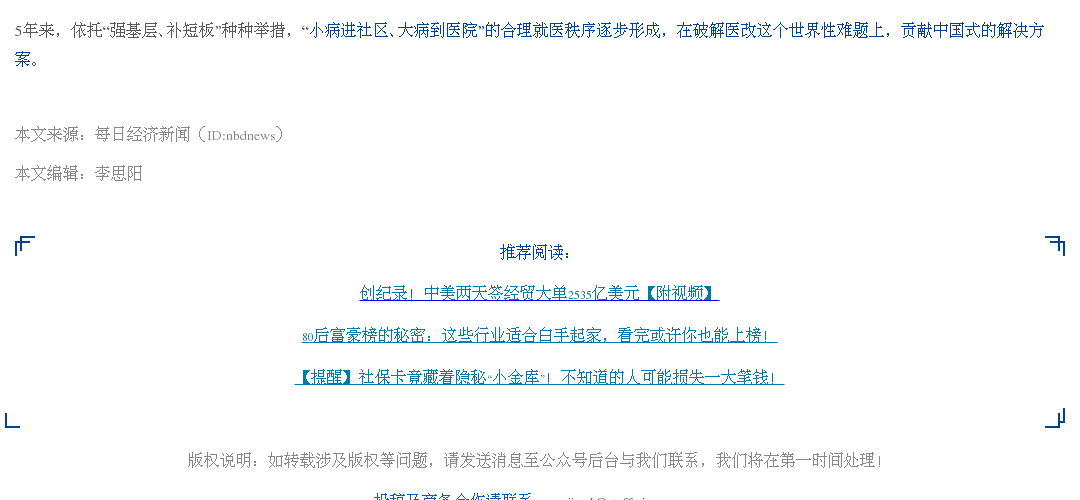 5年来，依托“强基层、补短板”种种举措，“小病进社区、大病到医院”的合理就医秩序逐步形成，在破解医改这个世界性难题上，贡献中国式的解决方
案。
本文来源：每日经济新闻（ID:nbdnews）
本文编辑：李思阳
推荐阅读：
创纪录！中美两天签经贸大单2535亿美元【附视频】
80后富豪榜的秘密：这些行业适合白手起家，看完或许你也能上榜！
【提醒】社保卡竟藏着隐秘“小金库”！不知道的人可能损失一大笔钱！
版权说明：如转载涉及版权等问题，请发送消息至公众号后台与我们联系，我们将在第一时间处理！
投稿及商务合作请联系